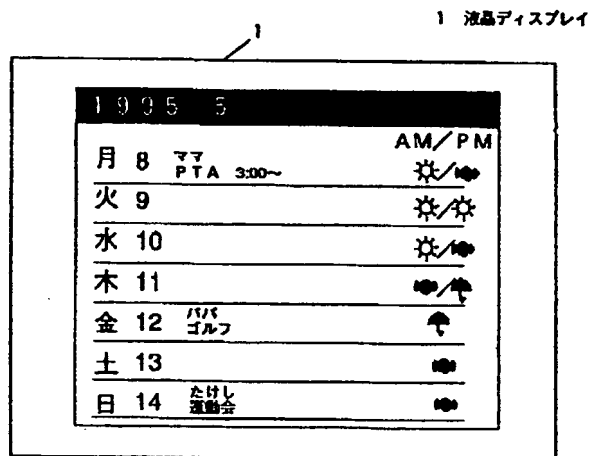 1 液晶ディスプレイ
1
1995 5
AM/PM
月 8 ママ
PTA 3:00~
火 9
水 10
木 11
金 12 パパ
ゴルフ
土 13
日 14 たけし
運動会